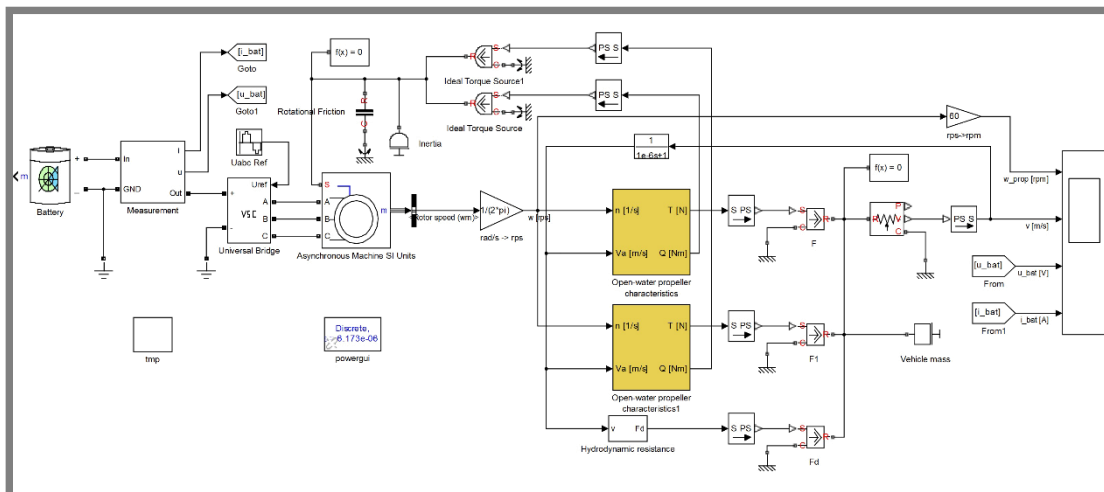 [i_bat]
Goto
[u_bat]
Goto1
f(x) = 0
S
R
C
PS S
Ideal Torque Source1
S
R
C
PS S
Ideal Torque Source
Rotational Friction
R
C
Inertia
60
rps->rpm
1
1e-6s+1
f(x) = 0
w_prop [rpm]
m
+
-
Battery
In
GND
i
u
Out
Measurement
Uabc Ref
Uref
+
-
A
B
C
VSC
Universal Bridge
S
m
A
B
C
Asynchronous Machine SI Units
<Rotor speed (wm)>
1/(2*pi)
rad/s -> rps
w [rps]
n [1/s]
T [N]
Va [m/s]
Q [Nm]
Open-water propeller
characteristics
S PS
S
R
C
F
R
P
V
C
PS S
v [m/s]
[u_bat]
From
u_bat [V]
[i_bat]
From1
i_bat [A]
tmp
Discrete,
6.173e-06
powergui
n [1/s]
T [N]
Va [m/s]
Q [Nm]
Open-water propeller
characteristics1
S PS
S
R
C
F1
Vehicle mass
v
Fd
Hydrodynamic resistance
S PS
S
R
C
Fd